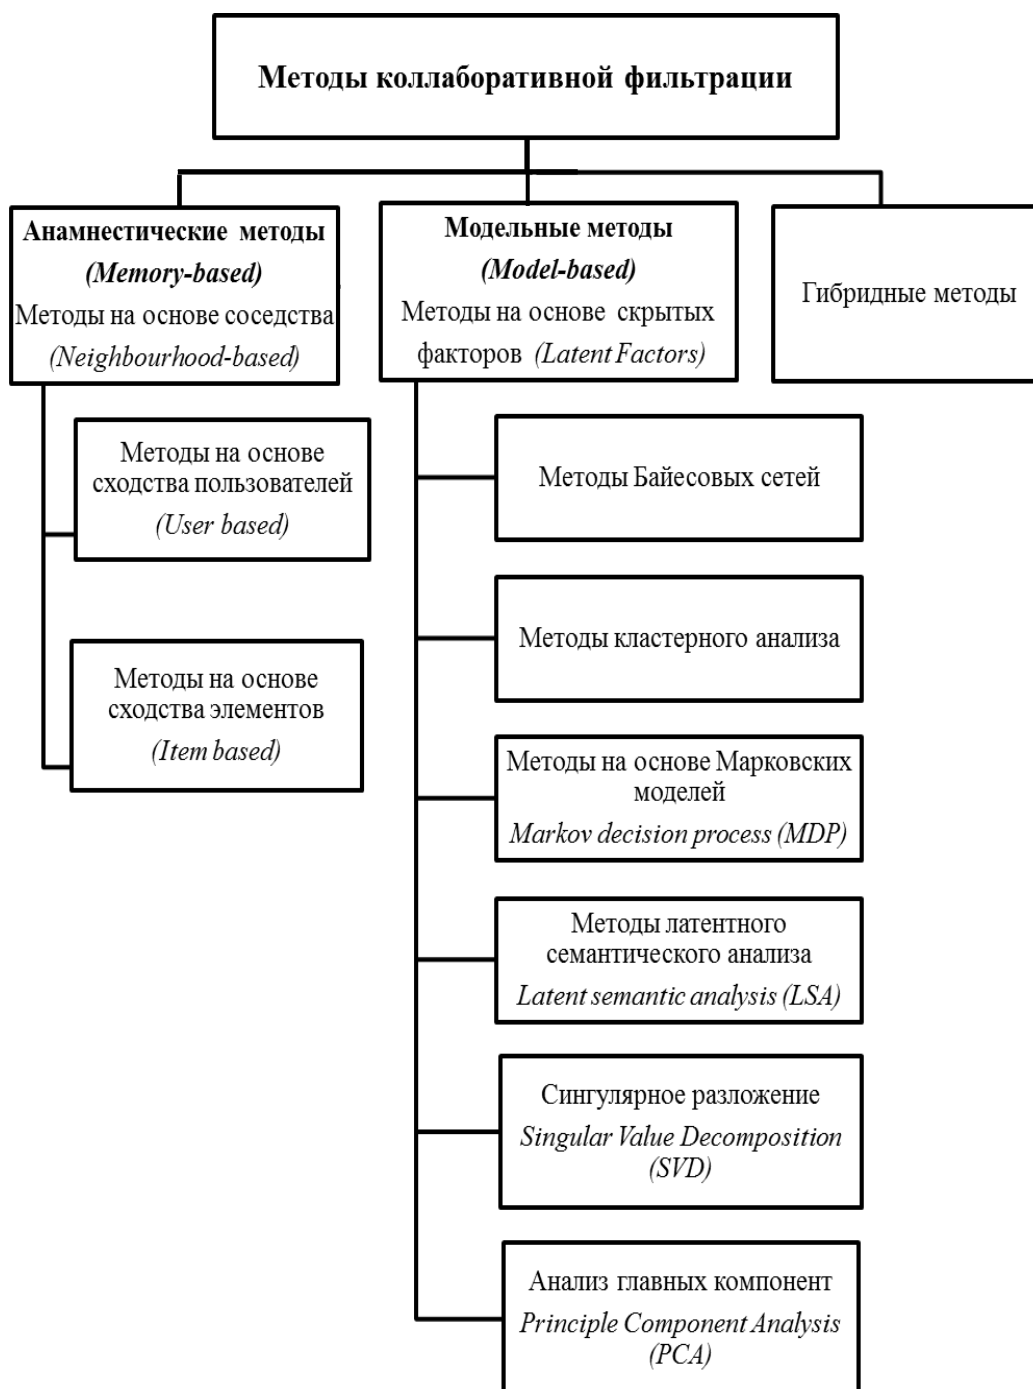 Методы коллаборативной фильтрации
Анамнестические методы
(Memory-based)
Методы на основе соседства
(Neighbourhood-based)
Модельные методы
(Model-based)
Методы на основе скрытых
факторов (Latent Factors)
Гибридные методы
Методы на основе
сходства пользователей
(User based)
Методы на основе
сходства элементов
(Item based)
Методы Байесовых сетей
Методы кластерного анализа
Методы на основе Марковских
моделей
Markov decision process (MDP)
Методы латентного
семантического анализа
Latent semantic analysis (LSA)
Сингулярное разложение
Singular Value Decomposition
(SVD)
Анализ главных компонент
Principle Component Analysis
(PCA)